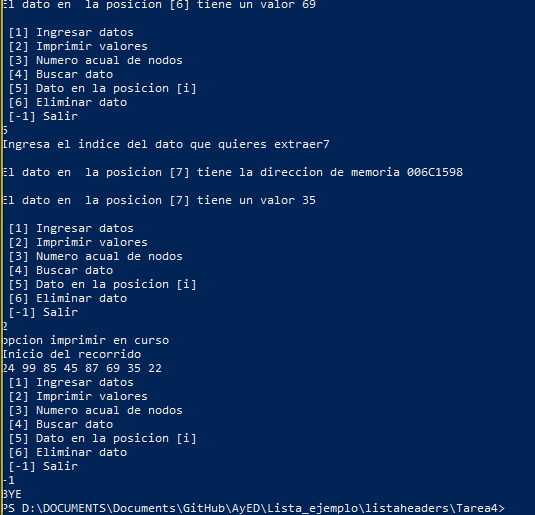 El dato en  la posicion [6] tiene un valor 69
[1] Ingresar datos
[2] Imprimir valores
[3] Numero acual de nodos
[4] Buscar dato
[5] Dato en la posicion [i]
[6] Eliminar dato
[-1] Salir
5
Ingresa el indice del dato que quieres extraer7
El dato en  la posicion [7] tiene la direccion de memoria 006C1598
El dato en  la posicion [7] tiene un valor 35
[1] Ingresar datos
[2] Imprimir valores
[3] Numero acual de nodos
[4] Buscar dato
[5] Dato en la posicion [i]
[6] Eliminar dato
[-1] Salir
2
opcion imprimir en curso
Inicio del recorrido
24 99 85 45 87 69 35 22
[1] Ingresar datos
[2] Imprimir valores
[3] Numero acual de nodos
[4] Buscar dato
[5] Dato en la posicion [i]
[6] Eliminar dato
[-1] Salir
-1
BYE
PS D:\DOCUMENTS\Documents\GitHub\AyED\Lista_ejemplo\listaheaders\Tarea4>